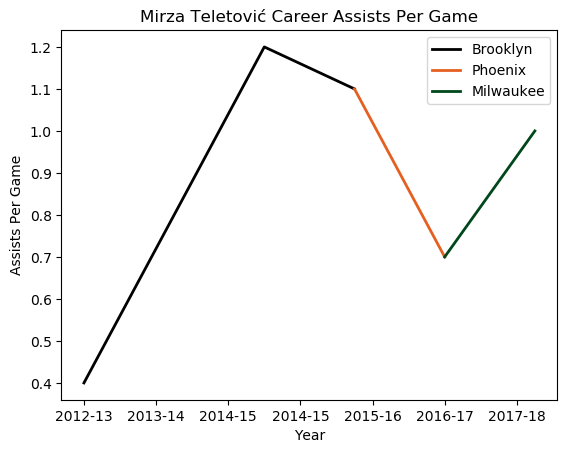 Mirza Teletović Career Assists Per Game
Brooklyn
Phoenix
Milwaukee
Assists Per Game
1.2
1.1
1.0
0.9
0.8
0.7
0.6
0.5
0.4
2012-13 2013-14 2014-15 2014-15 2015-16 2016-17 2017-18
Year